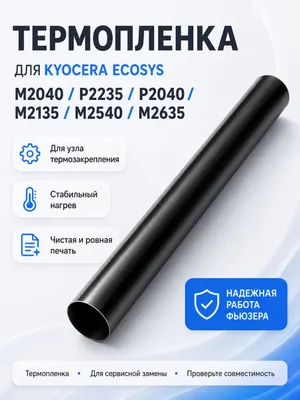 ТЕРМОПЛЕНКА
ДЛЯ KYOCERA ECOSYS
M2040 / P2235 / P2040 /
M2135 / M2540 / M2635
Для узла
термозакрепления
Стабильный
нагрев
Чистая и ровная
печать
НАДЕЖНАЯ
РАБОТА
ФЬЮЗЕРА
Термопленка | Для сервисной замены | Проверьте совместимость